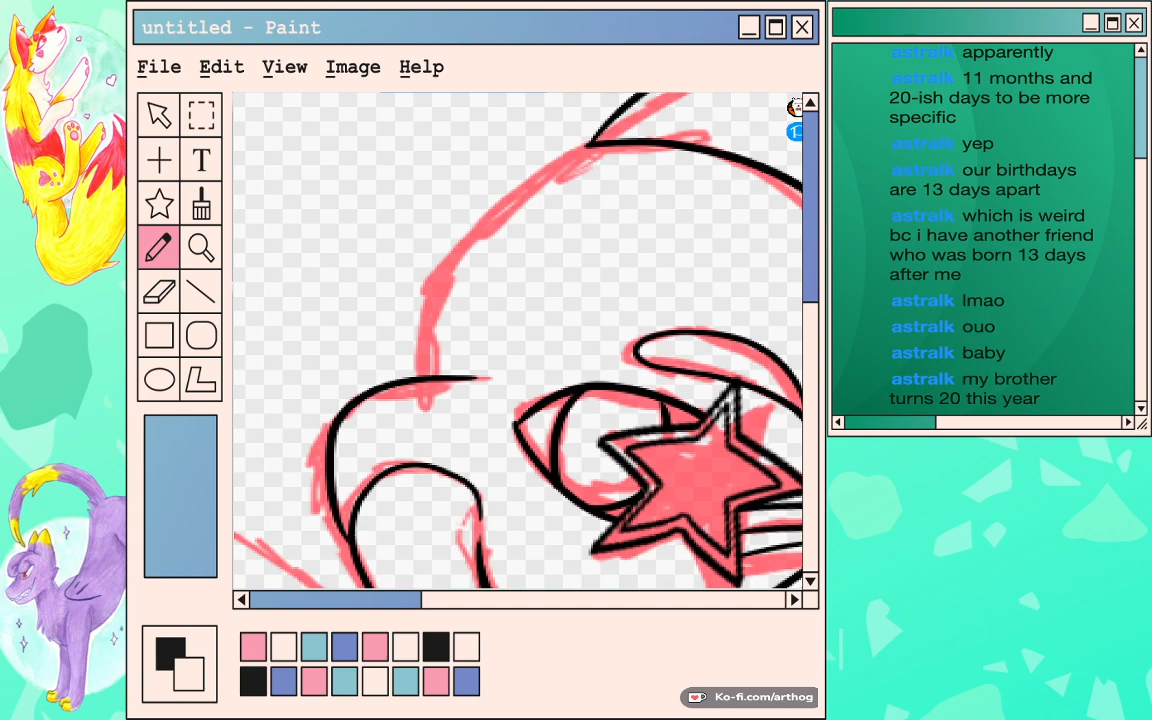 untitled - Paint
File Edit View Image Help
T
Ko-fi.com/arthog
astralk apparently
astralk 11 months and
20-ish days to be more
specific
astralk yep
astralk our birthdays
are 13 days apart
astralk which is weird
bc i have another friend
who was born 13 days
after me
astralk lmao
astralk ouo
astralk baby
astralk my brother
turns 20 this year